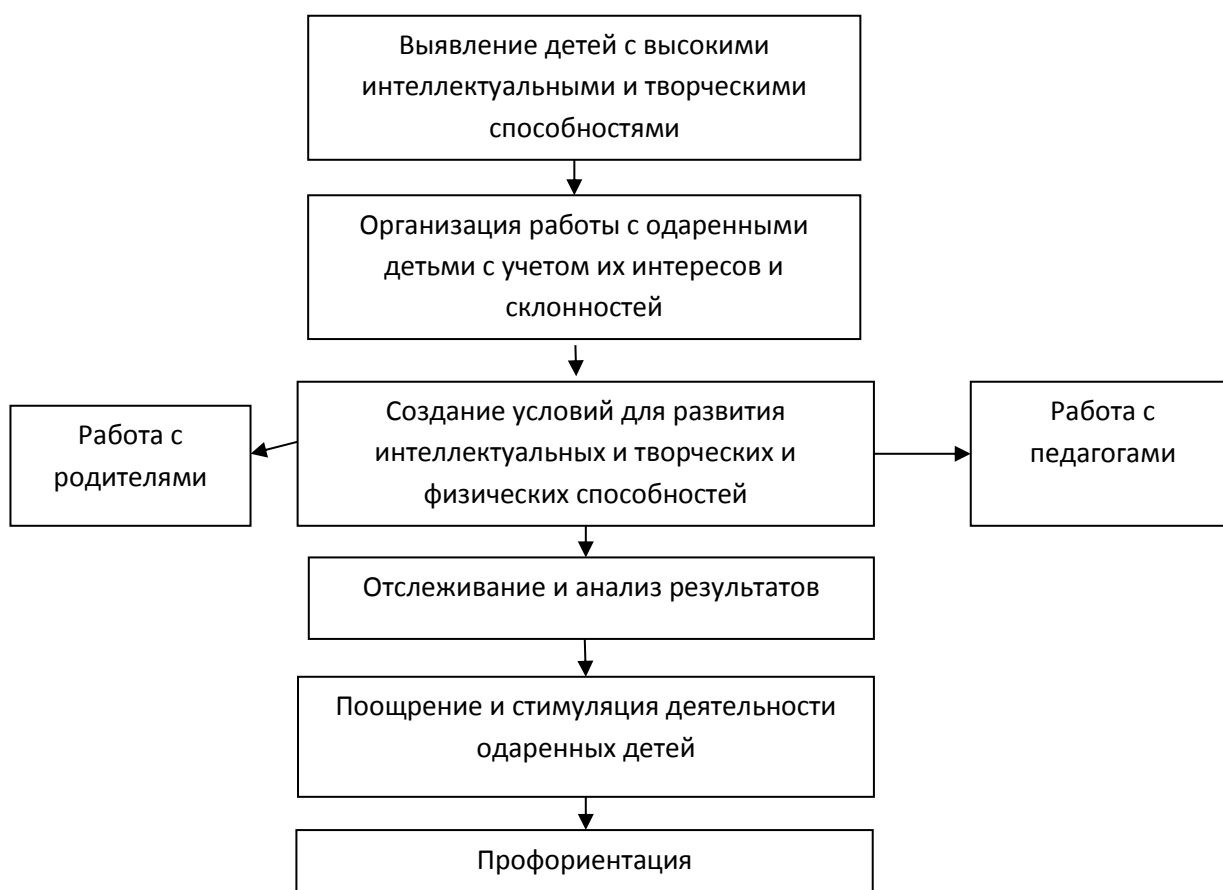 Выявление детей с высокими
интеллектуальными и творческими
способностями
Организация работы с одаренными
детьми с учетом их интересов и
склонностей
Работа с
родителями
Создание условий для развития
интеллектуальных и творческих и
физических способностей
Работа с
педагогами
Отслеживание и анализ результатов
Поощрение и стимуляция деятельности
одаренных детей
Профориентация